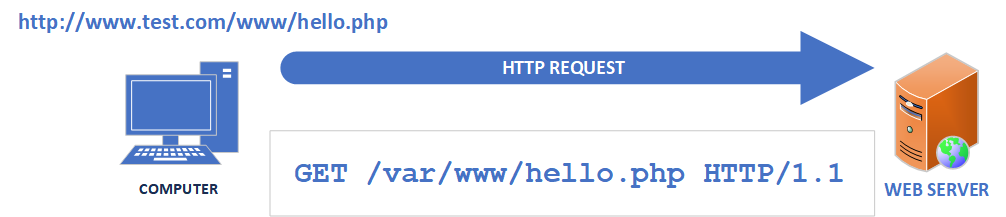 http://www.test.com/www/hello.php
HTTP REQUEST
GET /var/www/hello.php HTTP/1.1
COMPUTER
WEB SERVER